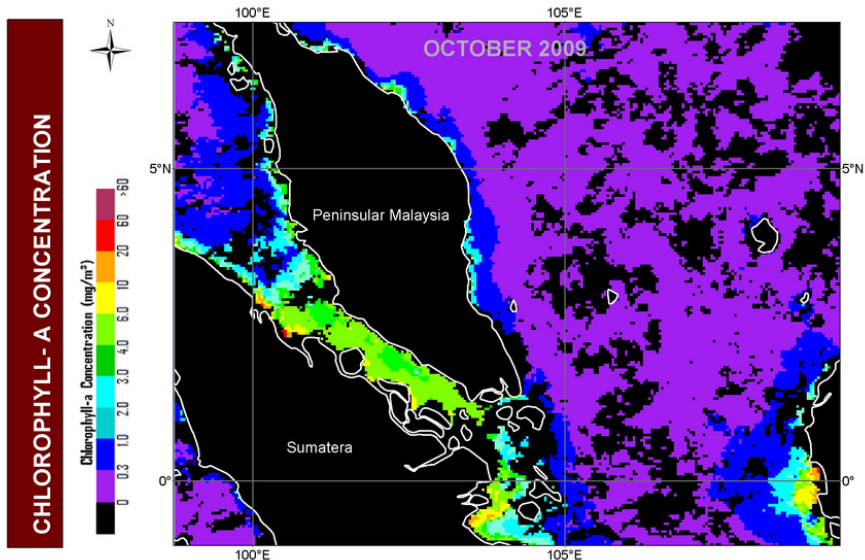 CHLOROPHYLL- A CONCENTRATION
N
Chlorophyll-a Concentration (mg/m³)
>60
60
20
10
6.0
4.0
3.0
2.0
1.0
0.3
0
100°E
105°E
OCTOBER 2009
5°N
5°N
Peninsular Malaysia
Sumatera
0°
0°
100°E
105°E